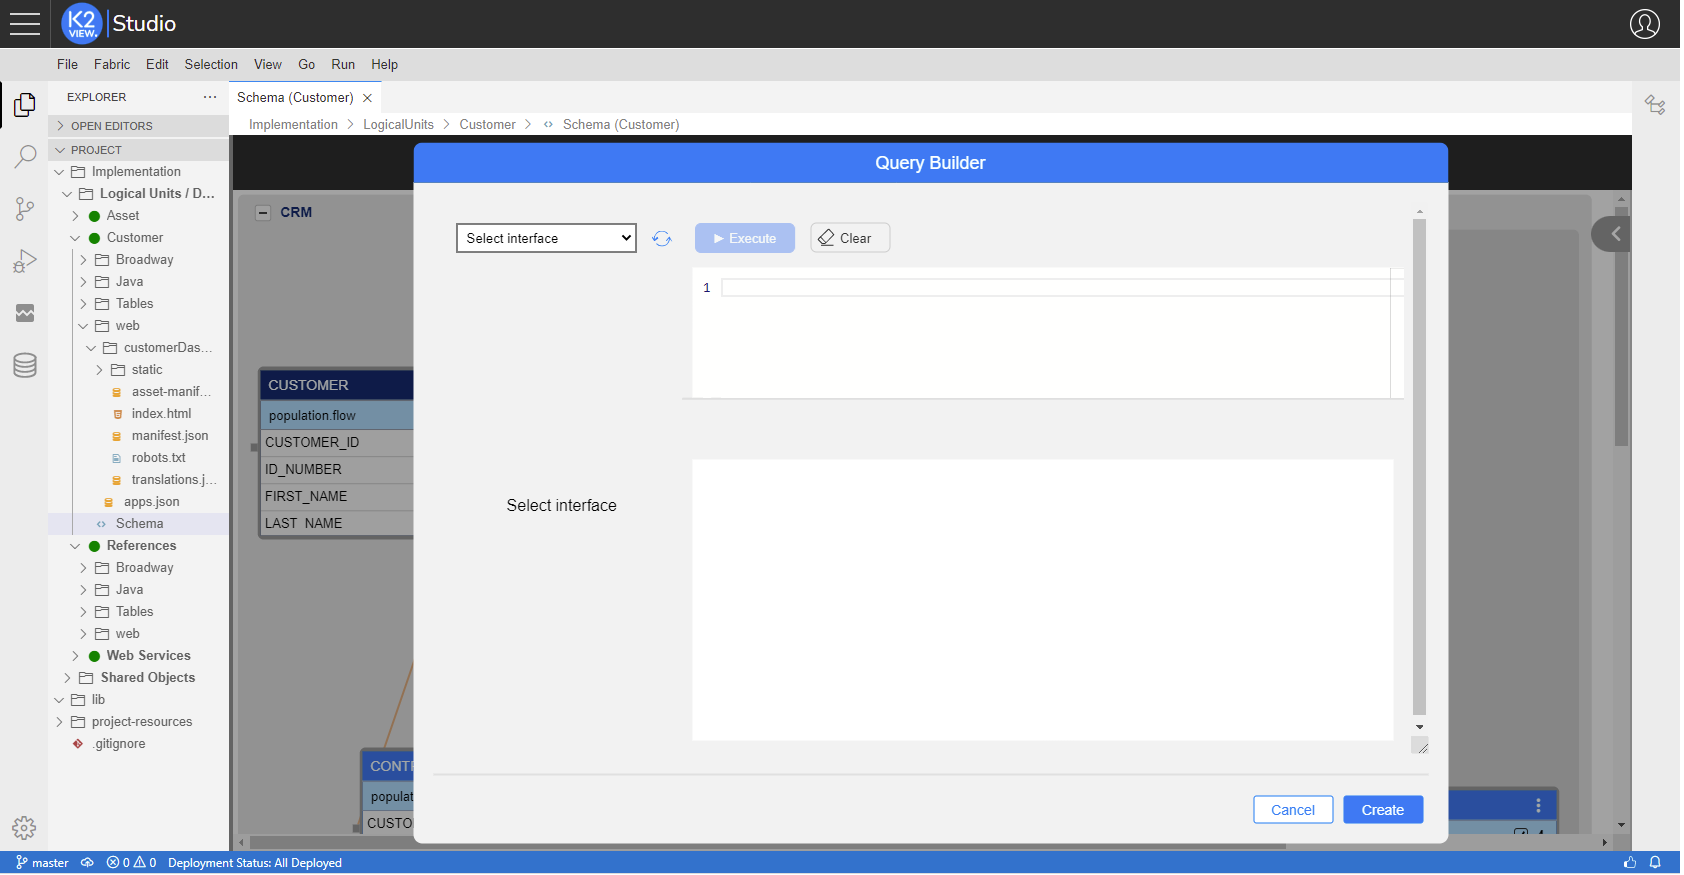 K2
VIEW.
Studio
File Fabric Edit Selection View Go Run Help
EXPLORER
Schema (Customer)
OPEN EDITORS
Implementation > LogicalUnits > Customer > Schema (Customer)
PROJECT
Implementation
Logical Units / D...
Asset
Customer
Broadway
Java
Tables
web
customerDas...
static
asset-manif...
index.html
manifest.json
robots.txt
translations.j...
apps.json
Schema
References
Broadway
Java
Tables
web
Web Services
Shared Objects
lib
project-resources
.gitignore
CRM
CUSTOMER
population.flow
CUSTOMER_ID
ID_NUMBER
FIRST_NAME
LAST_NAME
CONTR
populat
CUSTO
Query Builder
Select interface
Execute
Clear
1
Select interface
Cancel
Create
master 0 0 Deployment Status: All Deployed